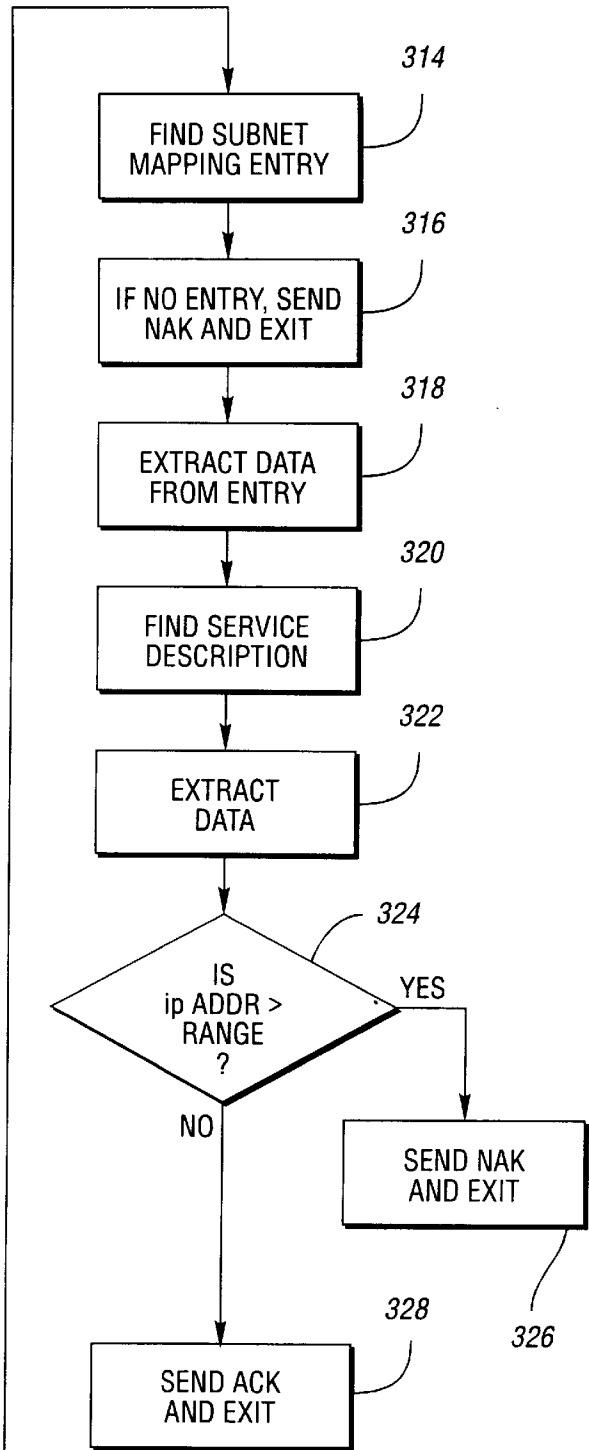 314
FIND SUBNET
MAPPING ENTRY
316
IF NO ENTRY, SEND
NAK AND EXIT
318
EXTRACT DATA
FROM ENTRY
320
FIND SERVICE
DESCRIPTION
322
EXTRACT
DATA
324
IS
ip ADDR >
RANGE
?
YES
NO
SEND NAK
AND EXIT
326
328
SEND ACK
AND EXIT